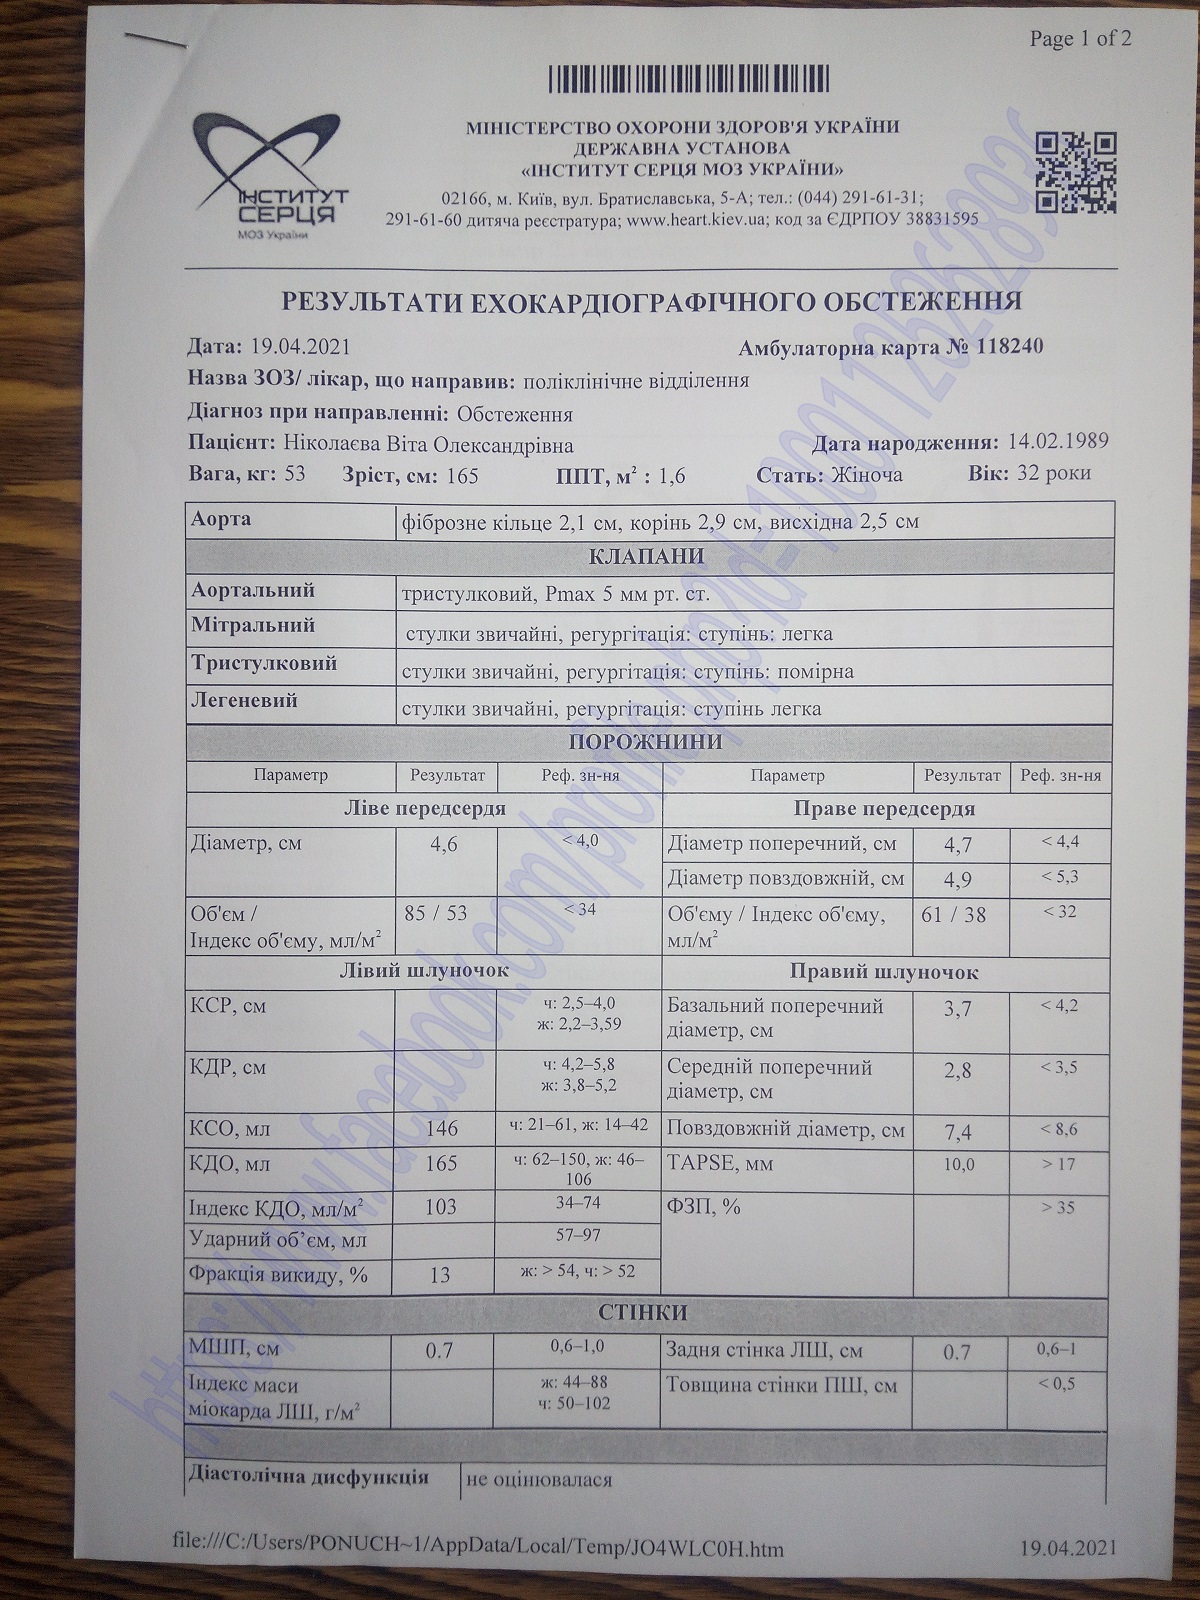 Page 1 of 2
ІНСТИТУТ
СЕРЦЯ
МОЗ України
МІНІСТЕРСТВО ОХОРОНИ ЗДОРОВ'Я УКРАЇНИ
ДЕРЖАВНА УСТАНОВА
«ІНСТИТУТ СЕРЦЯ МОЗ УКРАЇНИ»
02166, м. Київ, вул. Братиславська, 5-А; тел.: (044) 291-61-31;
291-61-60 дитяча реєстратура; www.heart.kiev.ua; код за ЄДРПОУ 38831595
РЕЗУЛЬТАТИ ЕХОКАРДІОГРАФІЧНОГО ОБСТЕЖЕННЯ
Дата: 19.04.2021 Амбулаторна карта № 118240
Назва ЗОЗ/ лікар, що направив: поліклінічне відділення
Діагноз при направленні: Обстеження
Пацієнт: Ніколаєва Віта Олександрівна Дата народження: 14.02.1989
Вага, кг: 53 Зріст, см: 165 ППТ, м² : 1,6 Стать: Жіноча Вік: 32 роки
Аорта фіброзне кільце 2,1 см, корінь 2,9 см, висхідна 2,5 см
КЛАПАНИ
Аортальний тристулковий, Pmax 5 мм рт. ст.
Мітральний стулки звичайні, регургітація: ступінь: легка
Тристулковий стулки звичайні, регургітація: ступінь: помірна
Легеневий стулки звичайні, регургітація: ступінь легка
ПОРОЖНИНИ
Параметр Результат Реф. зн-ня Параметр Результат Реф. зн-ня
Ліве передсердя Праве передсердя
Діаметр, см 4,6 < 4,0 Діаметр поперечний, см 4,7 < 4,4
Діаметр повздовжній, см 4,9 < 5,3
Об'єм / 85 / 53 < 34 Об'єму / Індекс об'єму, 61 / 38 < 32
Індекс об'єму, мл/м² мл/м²
Лівий шлуночок Правий шлуночок
КСР, см ч: 2,5–4,0 Базальний поперечний 3,7 < 4,2
ж: 2,2–3,59 діаметр, см
КДР, см ч: 4,2–5,8 Середній поперечний 2,8 < 3,5
ж: 3,8–5,2 діаметр, см
КСО, мл 146 ч: 21–61, ж: 14–42 Повздовжній діаметр, см 7,4 < 8,6
КДО, мл 165 ч: 62–150, ж: 46– TAPSE, мм 10,0 > 17
106
Індекс КДО, мл/м² 103 34–74 ФЗП, % > 35
Ударний об’єм, мл 57–97
Фракція викиду, % 13 ж: > 54, ч: > 52
СТІНКИ
МШП, см 0.7 0,6–1,0 Задня стінка ЛШ, см 0.7 0,6–1
Індекс маси ж: 44–88 Товщина стінки ПШ, см < 0,5
міокарда ЛШ, г/м² ч: 50–102
Діастолічна дисфункція не оцінювалася
file:///C:/Users/PONUCH~1/AppData/Local/Temp/JO4WLC0H.htm 19.04.2021